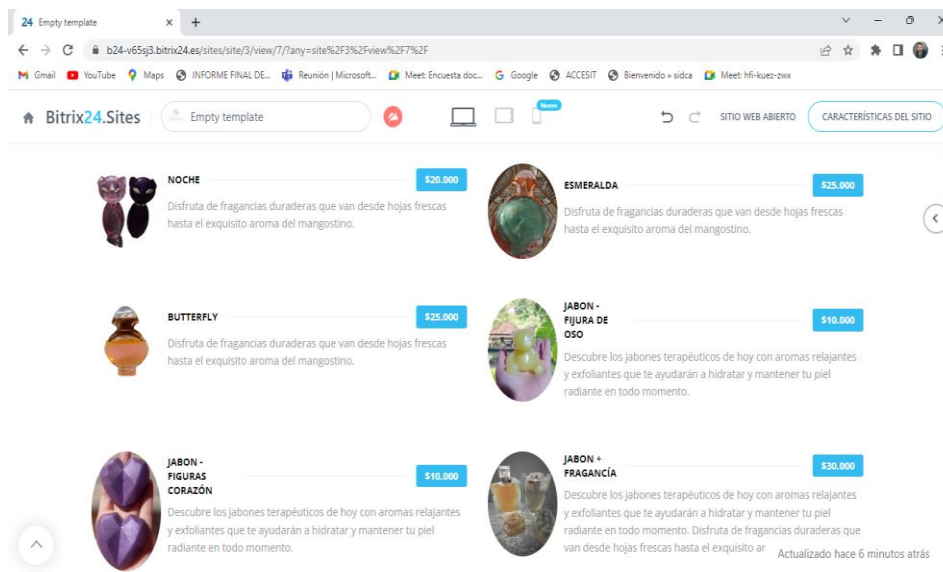 24 Empty template
b24-v65sj3.bitrix24.es/sites/site/3/view/7/?any=site%2F3%2Fview%2F7%2F
Gmail YouTube Maps INFORME FINAL DE... Reunión | Microsoft... Meet: Encuesta doc... Google ACCESIT Bienvenido » sidca Meet: hfi-kuez-zwx
Bitrix24.Sites Empty template SITIO WEB ABIERTO CARACTERÍSTICAS DEL SITIO
NOCHE $20.000
Disfruta de fragancias duraderas que van desde hojas frescas
hasta el exquisito aroma del mangostino.
ESMERALDA $25.000
Disfruta de fragancias duraderas que van desde hojas frescas
hasta el exquisito aroma del mangostino.
BUTTERFLY $25.000
Disfruta de fragancias duraderas que van desde hojas frescas
hasta el exquisito aroma del mangostino.
JABON -
FIJURA DE $10.000
OSO
Descubre los jabones terapéuticos de hoy con aromas relajantes
y exfoliantes que te ayudarán a hidratar y mantener tu piel
radiante en todo momento.
JABON -
FIGURAS $10.000
CORAZÓN
Descubre los jabones terapéuticos de hoy con aromas relajantes
y exfoliantes que te ayudarán a hidratar y mantener tu piel
radiante en todo momento.
JABON + $30.000
FRAGANCÍA
Descubre los jabones terapéuticos de hoy con aromas relajantes
y exfoliantes que te ayudarán a hidratar y mantener tu piel
radiante en todo momento. Disfruta de fragancias duraderas que
van desde hojas frescas hasta el exquisito ar
Actualizado hace 6 minutos atrás